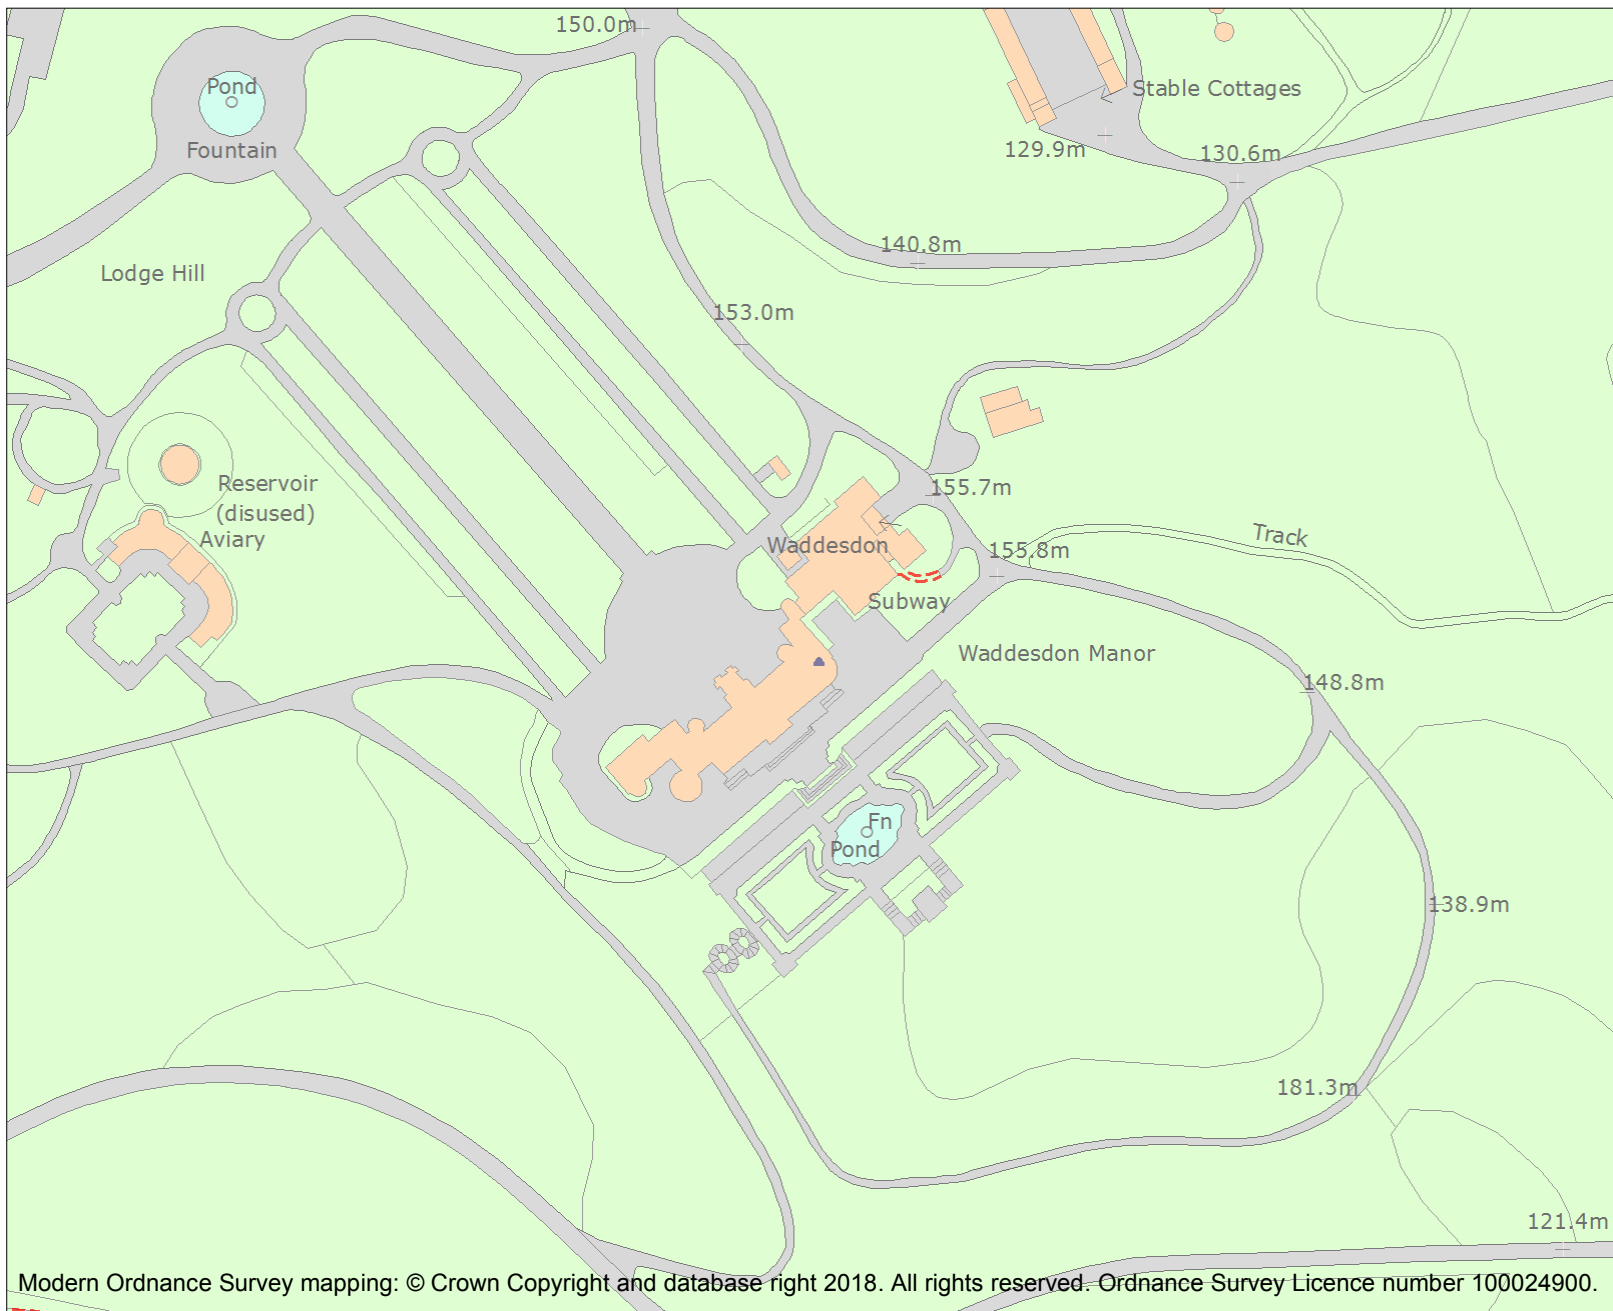 150.0m
Pond
Stable Cottages
Fountain
129.9m
130.6m
140.8m
Lodge Hill
153.0m
Reservoir
(disused)
155.7m
Aviary
Waddesdon
155.8m
Track
Subway
Waddesdon Manor
148.8m
Fn
Pond
138.9m
181.3m
121.4m
Modern Ordnance Survey mapping: © Crown Copyright and database right 2018. All rights reserved. Ordnance Survey Licence number 100024900.